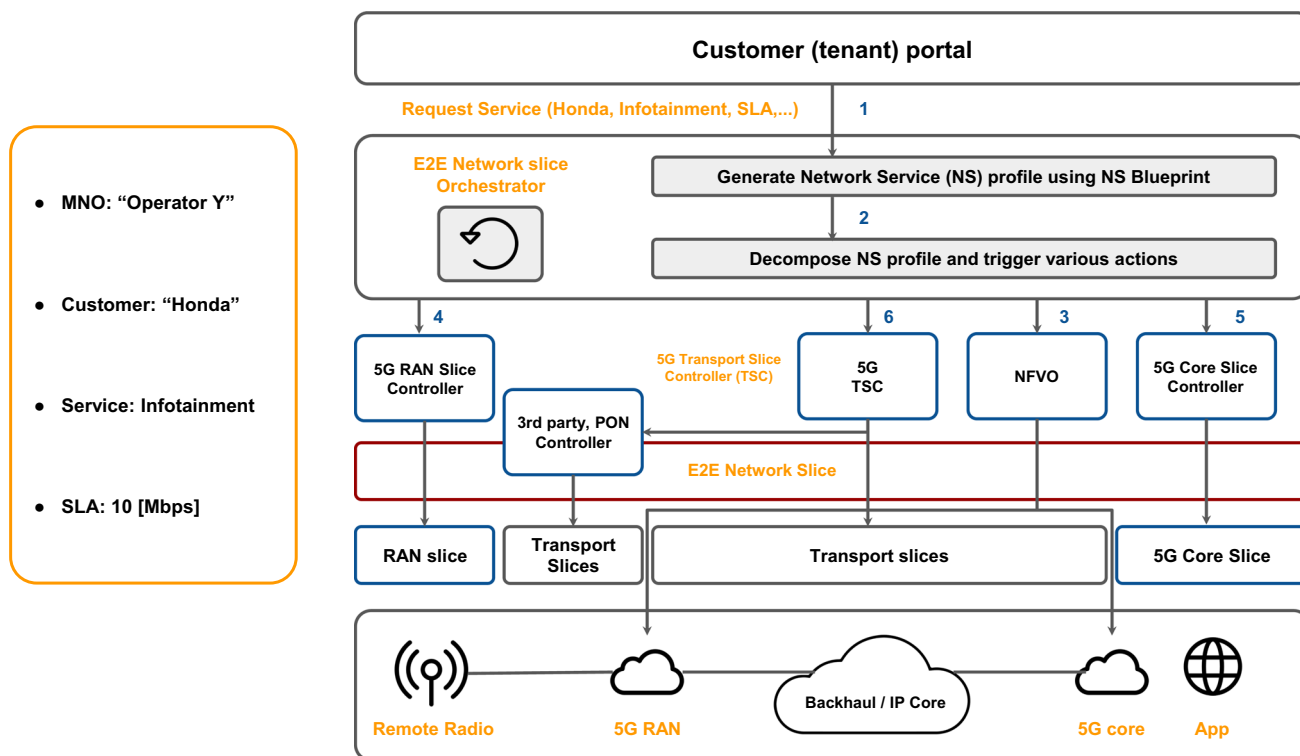 Customer (tenant) portal
Request Service (Honda, Infotainment, SLA,...)
1
E2E Network slice
Orchestrator
Generate Network Service (NS) profile using NS Blueprint
2
Decompose NS profile and trigger various actions
● MNO: “Operator Y”
● Customer: “Honda”
● Service: Infotainment
● SLA: 10 [Mbps]
4
6
3
5
5G RAN Slice
Controller
5G Transport Slice
Controller (TSC)
5G
TSC
NFVO
5G Core Slice
Controller
3rd party, PON
Controller
E2E Network Slice
RAN slice
Transport
Slices
Transport slices
5G Core Slice
Backhaul / IP Core
Remote Radio
5G RAN
5G core
App